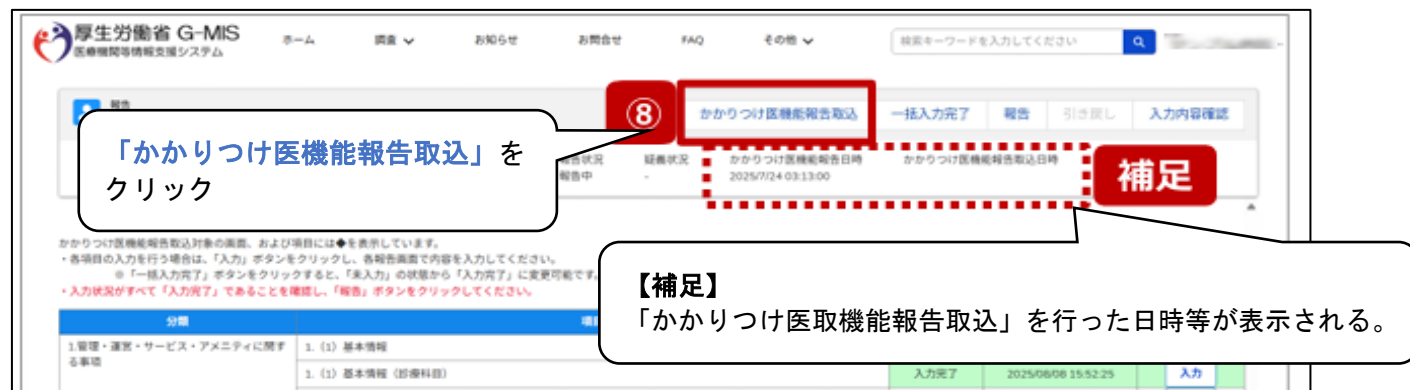 厚生労働省 G-MIS
医療機関等情報支援システム
ホーム 調査 お知らせ お問合せ FAQ その他 検索キーワードを入力してください
報告
⑧ かかりつけ医機能報告取込 一括入力完了 報告 引き戻し 入力内容確認
「かかりつけ医機能報告取込」を
クリック
報告状況 疑義状況 かかりつけ医機能報告日時 かかりつけ医機能報告取込日時
報告中 - 2025/7/24 03:13:00
補足
かかりつけ医機能報告取込対象の画面、および項目には◆を表示しています。
・各項目の入力を行う場合は、「入力」ボタンをクリックし、各報告画面で内容を入力してください。
※「一括入力完了」ボタンをクリックすると、「未入力」の状態から「入力完了」に変更可能です。
・入力状況がすべて「入力完了」であることを確認し、「報告」ボタンをクリックしてください。
【補足】
「かかりつけ医取機能報告取込」を行った日時等が表示される。
分類 項
1.管理・運営・サービス・アメニティに関す
る事項
1.（1）基本情報
1.（1）基本情報（診療科目） 入力完了 2025/08/08 15:52:25 入力